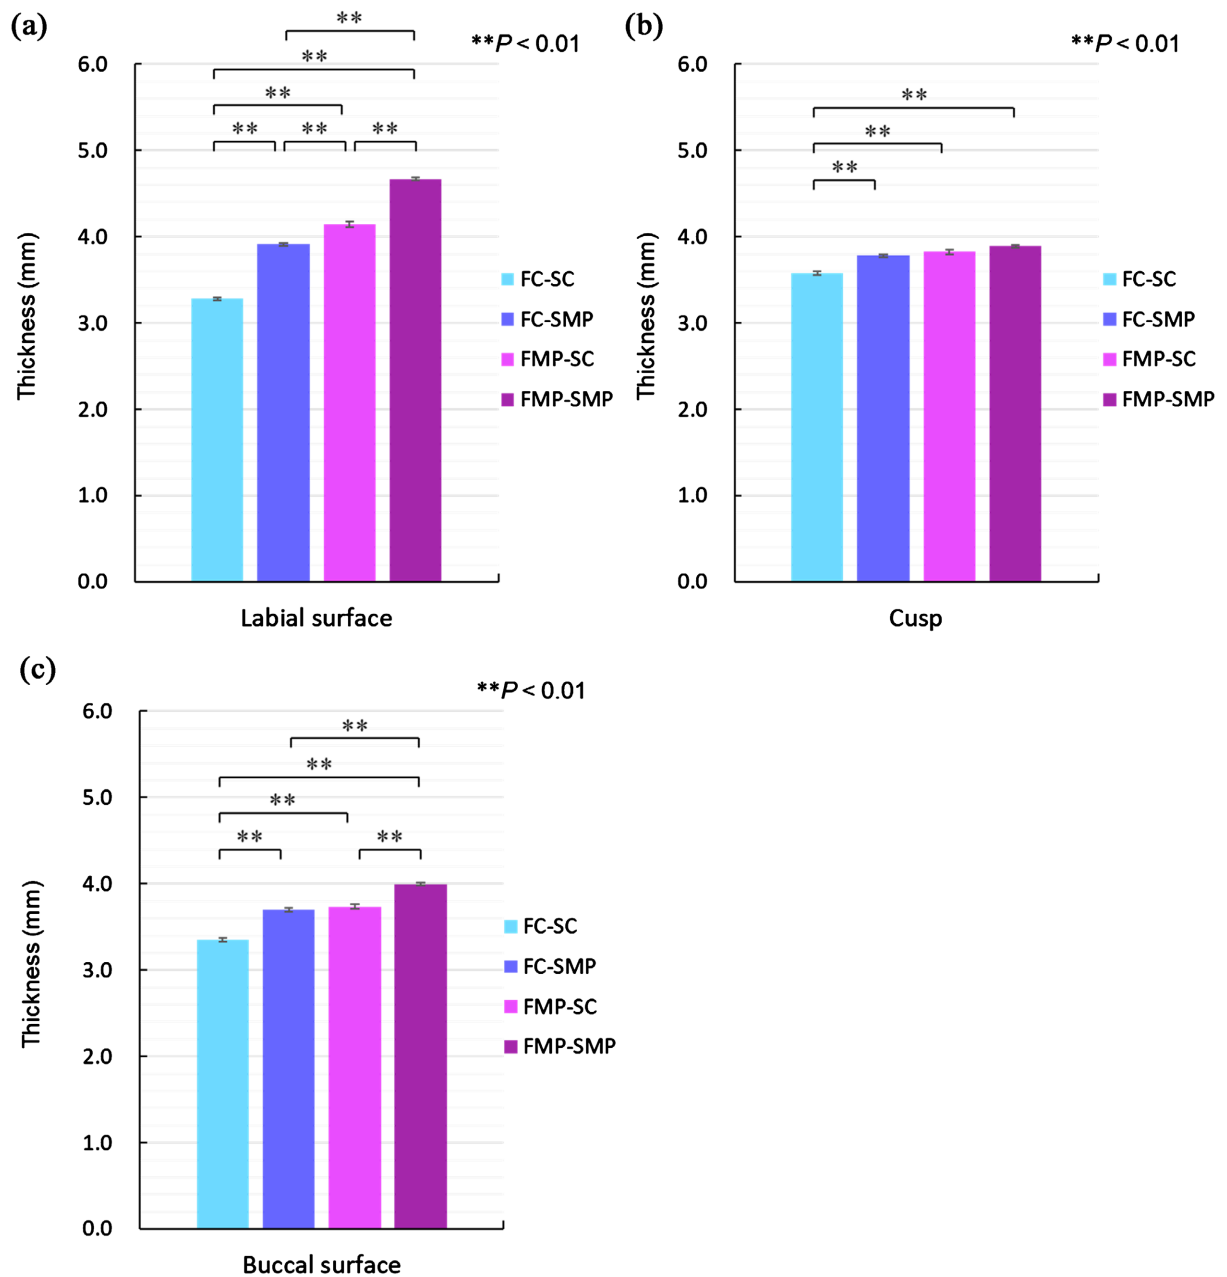 (a)
**P < 0.01
**
**
**
** ** **
6.0
5.0
4.0
3.0
2.0
1.0
0.0
Thickness (mm)
FC-SC
FC-SMP
FMP-SC
FMP-SMP
Labial surface
(b)
**P < 0.01
**
**
**
6.0
5.0
4.0
3.0
2.0
1.0
0.0
Thickness (mm)
FC-SC
FC-SMP
FMP-SC
FMP-SMP
Cusp
(c)
**P < 0.01
**
**
**
** **
6.0
5.0
4.0
3.0
2.0
1.0
0.0
Thickness (mm)
FC-SC
FC-SMP
FMP-SC
FMP-SMP
Buccal surface